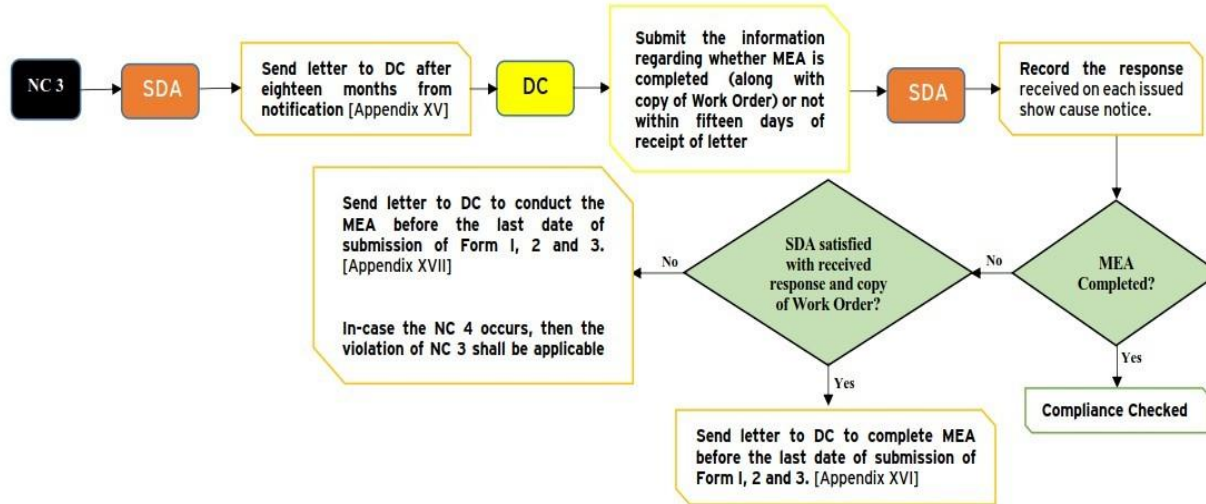 NC 3
SDA
Send letter to DC after
eighteen months from
notification [Appendix XV]
DC
Submit the information
regarding whether MEA is
completed (along with
copy of Work Order) or not
within fifteen days of
receipt of letter
SDA
Record the response
received on each issued
show cause notice.
MEA
Completed?
No
Yes
Compliance Checked
SDA satisfied
with received
response and copy
of Work Order?
No
Yes
Send letter to DC to conduct the
MEA before the last date of
submission of Form I, 2 and 3.
[Appendix XVII]
In-case the NC 4 occurs, then the
violation of NC 3 shall be applicable
Send letter to DC to complete MEA
before the last date of submission of
Form I, 2 and 3. [Appendix XVI]